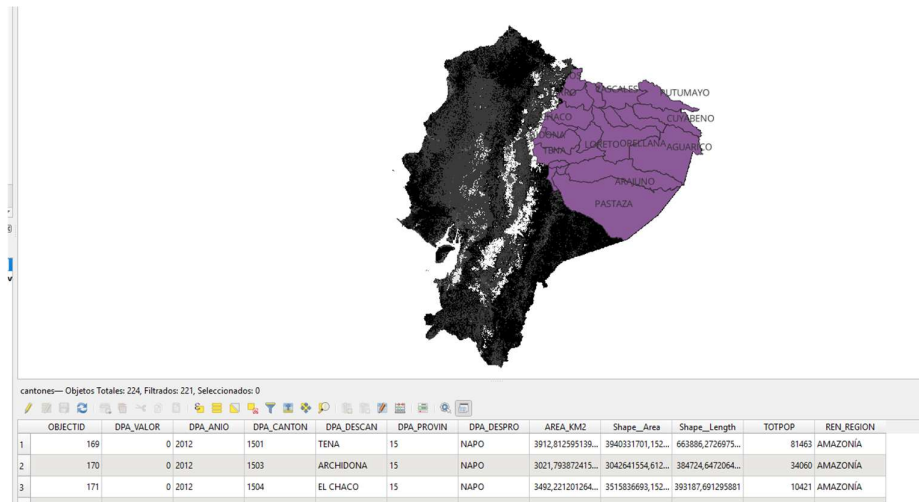 CASCALES
PUTUMAYO
CUYABENO
TENA
LORETO
ORELLANA
AGUARICO
ARAJUNO
PASTAZA
cantones— Objetos Totales: 224, Filtrados: 221, Seleccionados: 0
OBJECTID DPA_VALOR DPA_ANIO DPA_CANTON DPA_DESCAN DPA_PROVIN DPA_DESPRO AREA_KM2 Shape__Area Shape__Length TOTPOP REN_REGION
1 169 0 2012 1501 TENA 15 NAPO 3912,812595139... 3940331701,152... 663886,2726975... 81463 AMAZONÍA
2 170 0 2012 1503 ARCHIDONA 15 NAPO 3021,793872415... 3042641554,612... 384724,6472064... 34060 AMAZONÍA
3 171 0 2012 1504 EL CHACO 15 NAPO 3492,221201264... 3515836693,152... 393187,691295881 10421 AMAZONÍA